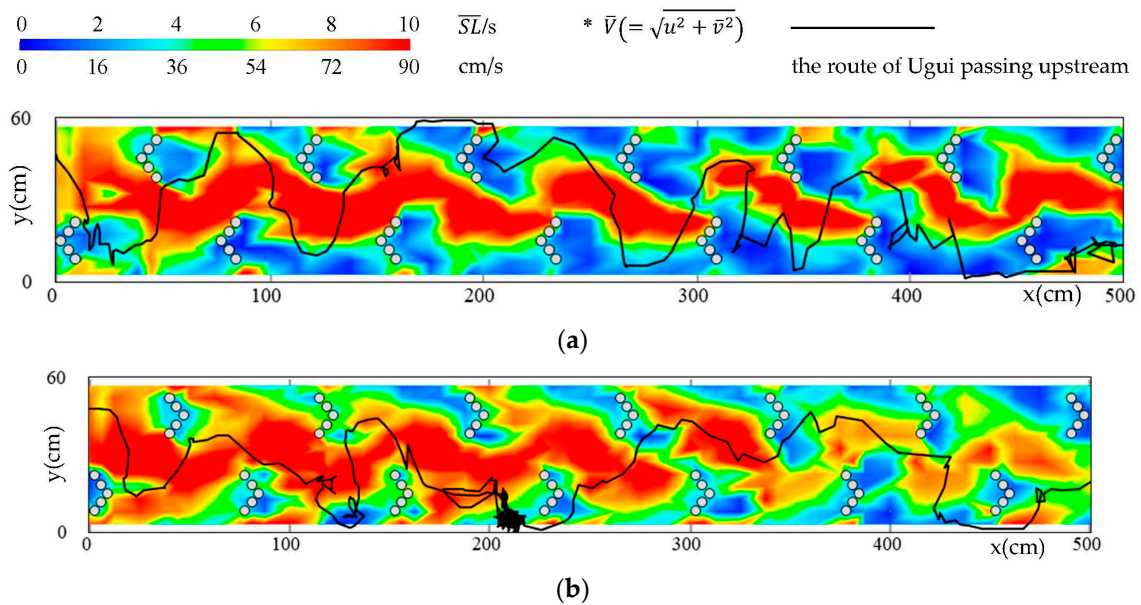 0 2 4 6 8 10 S̅L̅/s * V̄(=√u̅²+v̄²)
0 16 36 54 72 90 cm/s the route of Ugui passing upstream
60
y(cm)
0
0 100 200 300 400 x(cm) 500
(a)
60
y(cm)
0
0 100 200 300 400 x(cm) 500
(b)